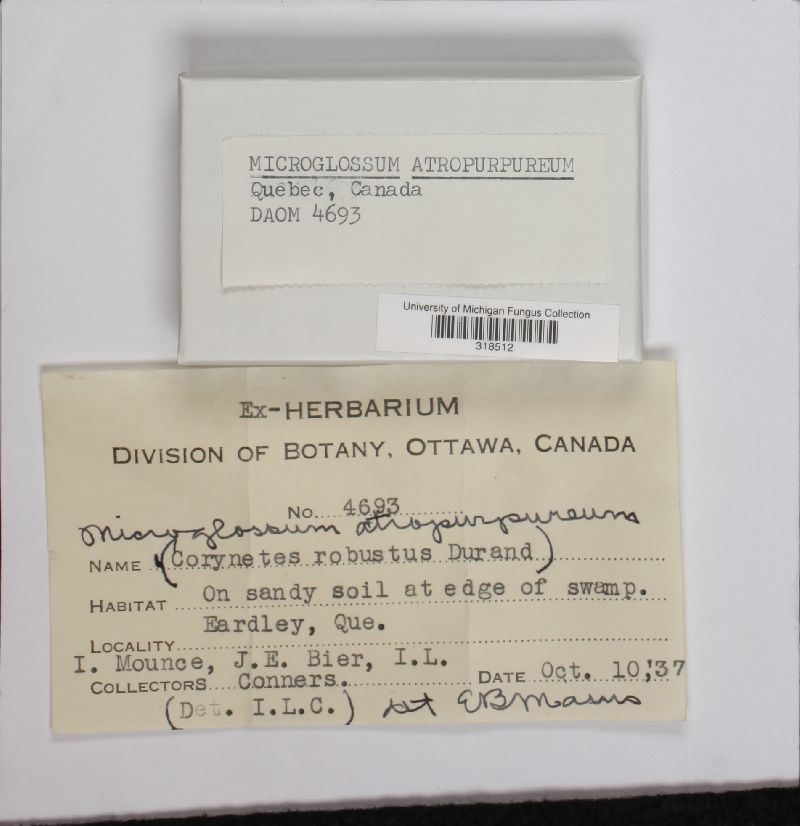 MICROGLOSSUM ATROPURPUREUM
Quebec, Canada
DAOM 4693
University of Michigan Fungus Collection
318512
Ex-HERBARIUM
DIVISION OF BOTANY, OTTAWA, CANADA
No. 4693
Microglossum atropurpureum
NAME (Corynetes robustus Durand)
HABITAT On sandy soil at edge of swamp.
Eardley, Que.
LOCALITY
I. Mounce, J.E. Bier, I.L.
COLLECTORS Conners. DATE Oct. 10,'37
(Det. I.L.C.) det EBMains